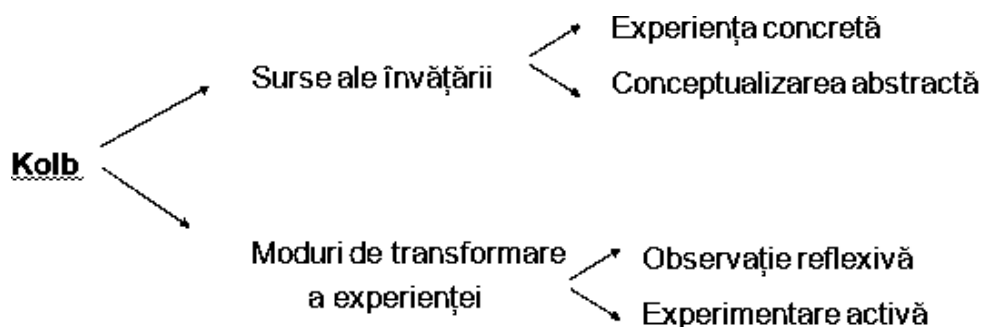 Experiența concretă
Surse ale învățării
Conceptualizarea abstractă
Kolb
Moduri de transformare
a experienței
Observație reflexivă
Experimentare activă